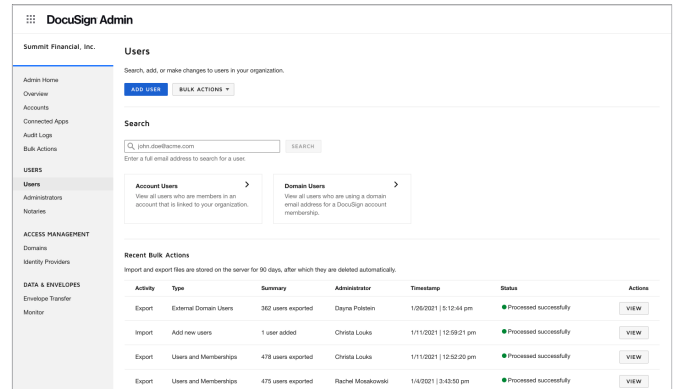 DocuSign Admin
Summit Financial, Inc.
Admin Home
Overview
Accounts
Connected Apps
Audit Logs
Bulk Actions
USERS
Users
Administrators
Notaries
ACCESS MANAGEMENT
Domains
Identity Providers
DATA & ENVELOPES
Envelope Transfer
Monitor
Users
Search, add, or make changes to users in your organization.
ADD USER BULK ACTIONS
Search
john.doe@acme.com SEARCH
Enter a full email address to search for a user.
Account Users
View all users who are members in an
account that is linked to your organization.
Domain Users
View all users who are using a domain
email address for a DocuSign account
membership.
Recent Bulk Actions
Import and export files are stored on the server for 90 days, after which they are deleted automatically.
Activity Type Summary Administrator Timestamp Status Actions
Export External Domain Users 362 users exported Dayna Polstein 1/26/2021 | 5:12:44 pm Processed successfully VIEW
Import Add new users 1 user added Christa Louks 1/11/2021 | 12:59:21 pm Processed successfully VIEW
Export Users and Memberships 478 users exported Christa Louks 1/11/2021 | 12:52:20 pm Processed successfully VIEW
Export Users and Memberships 475 users exported Rachel Mosakowski 1/4/2021 | 3:43:50 pm Processed successfully VIEW